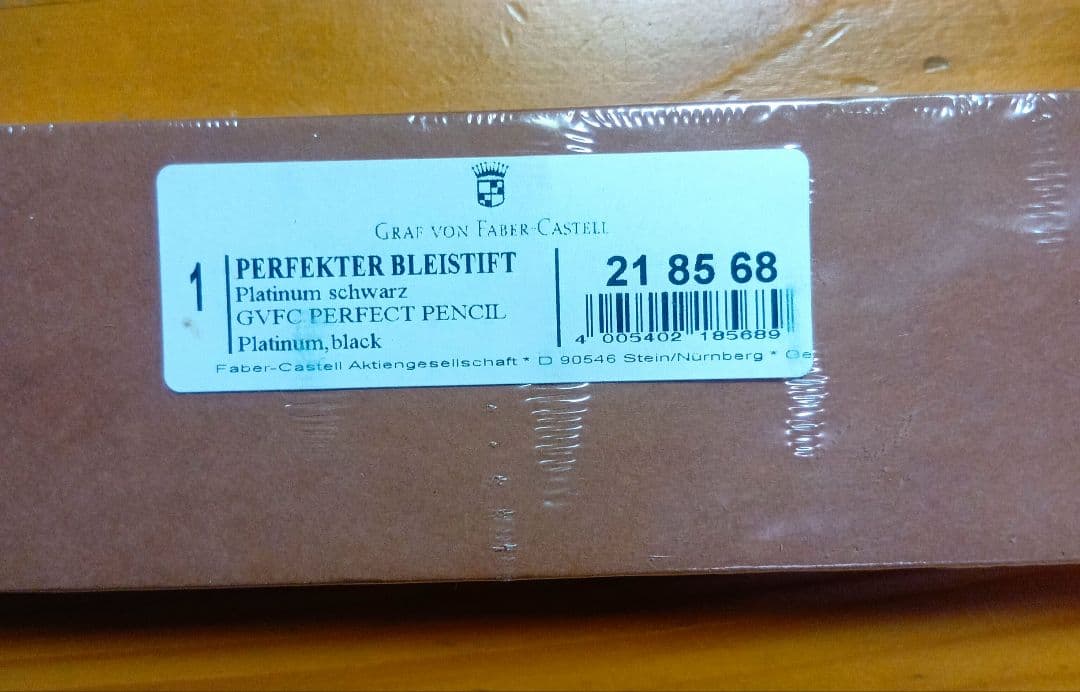 GRAF VON FABER-CASTELL
1
PERFEKTER BLEISTIFT
Platinum schwarz
GVFC PERFECT PENCIL
Platinum,black
21 85 68
4 005402 185689
Faber-Castell Aktiengesellschaft * D 90546 Stein/Nürnberg * Ge